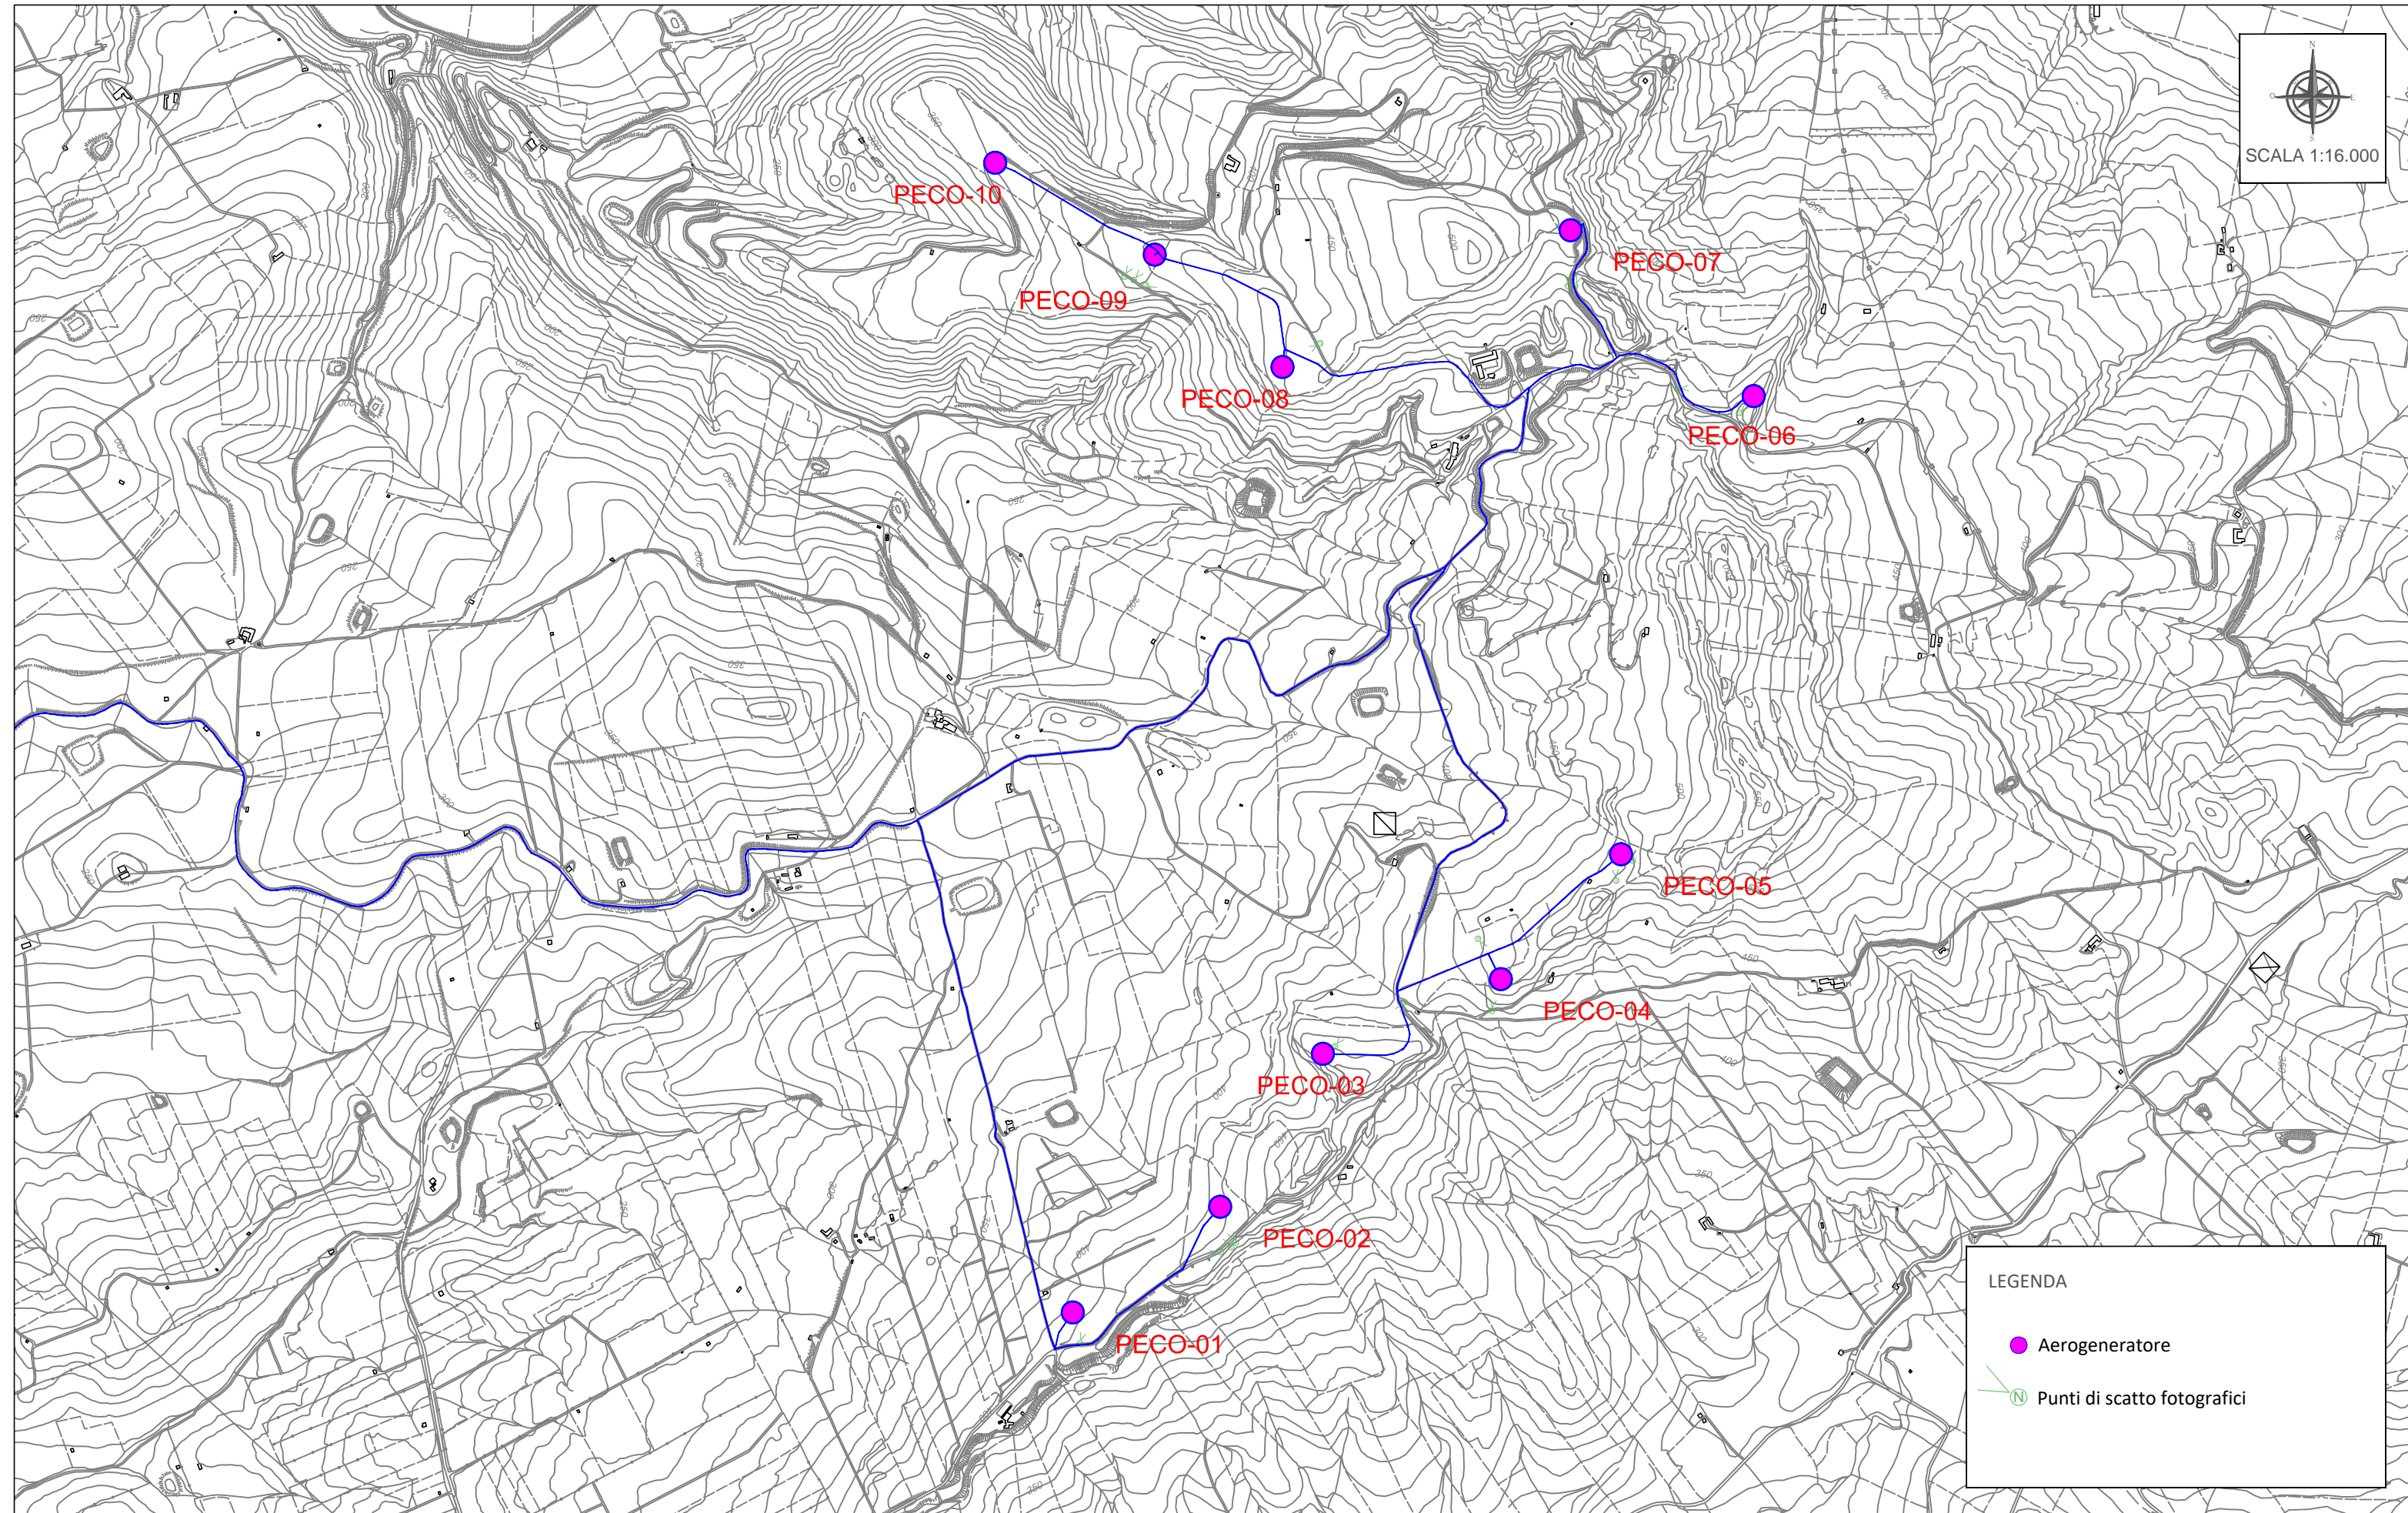 N
O
E
S
SCALA 1:16.000
PECO-10
PECO-07
PECO-09
PECO-08
PECO-06
PECO-05
PECO-04
PECO-03
PECO-02
PECO-01
LEGENDA
Aerogeneratore
N
Punti di scatto fotografici